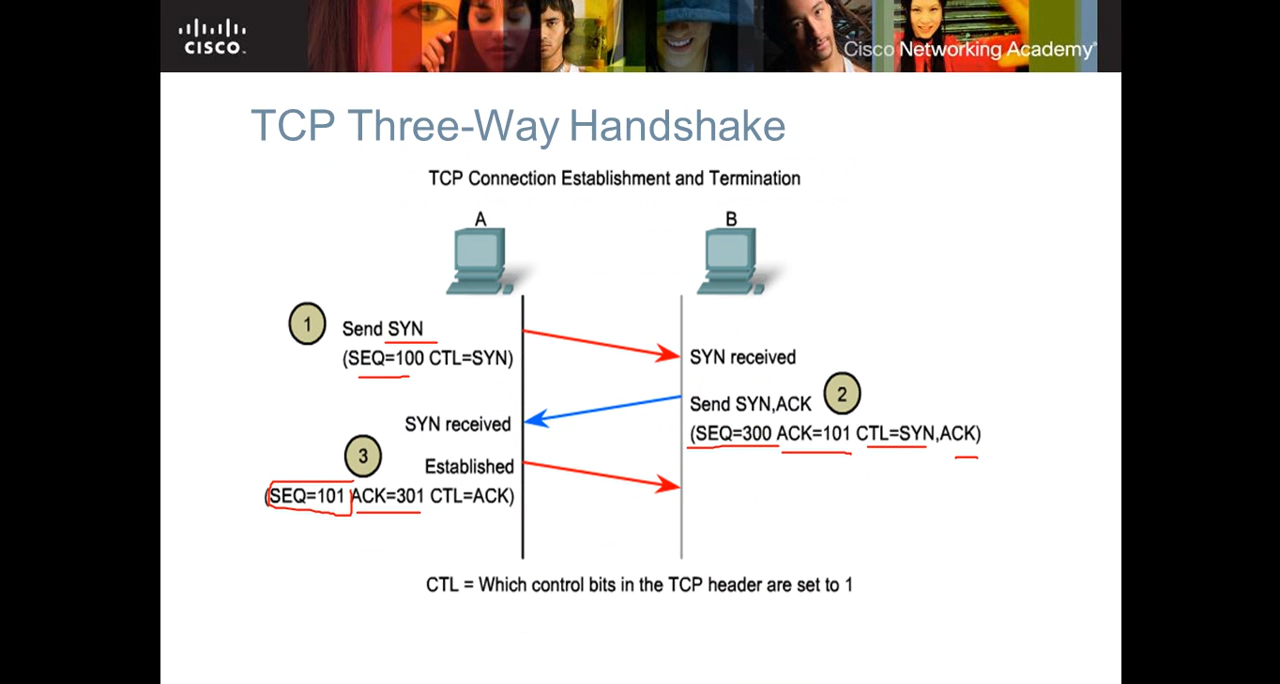 CISCO
Cisco Networking Academy
TCP Three-Way Handshake
TCP Connection Establishment and Termination
A
B
1
Send SYN
(SEQ=100 CTL=SYN)
SYN received
Send SYN,ACK
2
(SEQ=300 ACK=101 CTL=SYN,ACK)
SYN received
3
Established
(SEQ=101 ACK=301 CTL=ACK)
CTL = Which control bits in the TCP header are set to 1